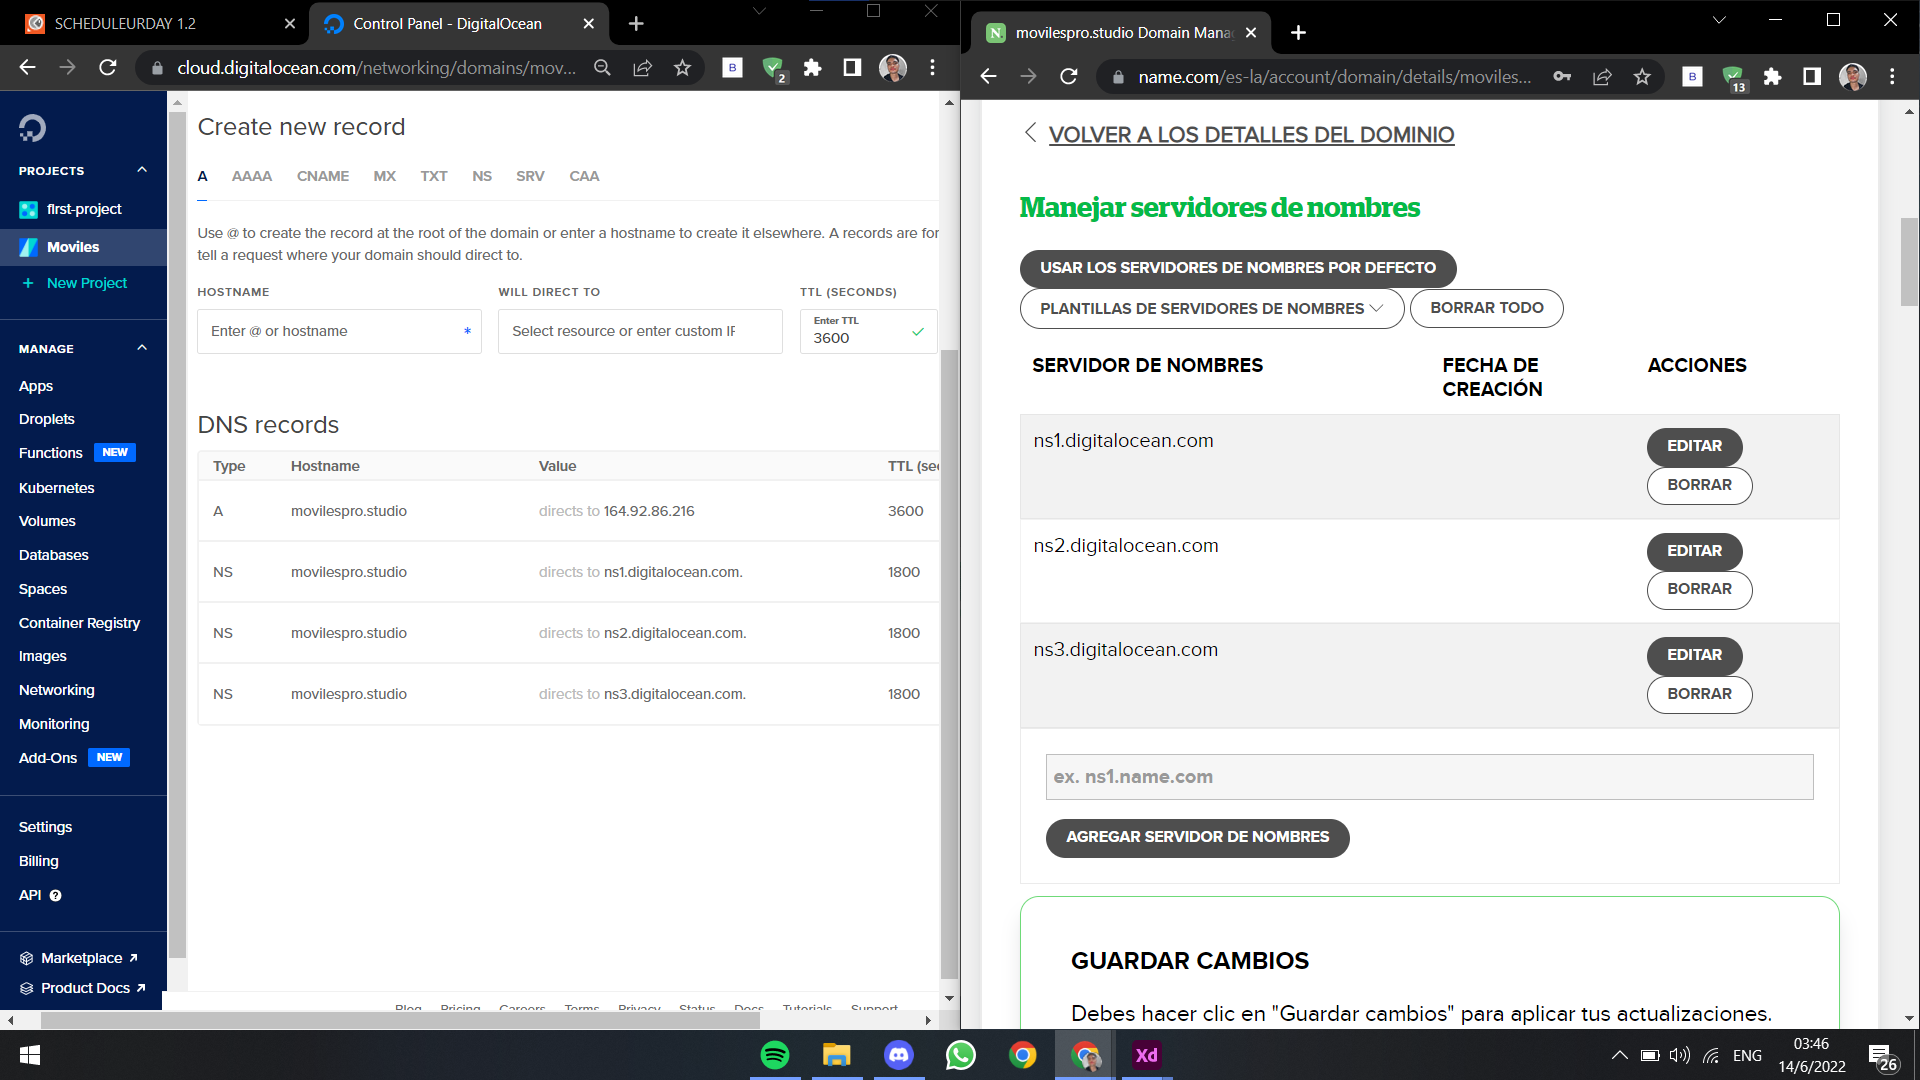 SCHEDULEURDAY 1.2
Control Panel - DigitalOcean
cloud.digitalocean.com/networking/domains/mov...
B
2
PROJECTS
first-project
Moviles
+ New Project
MANAGE
Apps
Droplets
Functions NEW
Kubernetes
Volumes
Databases
Spaces
Container Registry
Images
Networking
Monitoring
Add-Ons NEW
Settings
Billing
API ?
Marketplace
Product Docs
Create new record
A AAAA CNAME MX TXT NS SRV CAA
Use @ to create the record at the root of the domain or enter a hostname to create it elsewhere. A records are for
tell a request where your domain should direct to.
HOSTNAME WILL DIRECT TO TTL (SECONDS)
Enter @ or hostname * Select resource or enter custom IP Enter TTL
3600
DNS records
Type Hostname Value TTL (sec
A movilespro.studio directs to 164.92.86.216 3600
NS movilespro.studio directs to ns1.digitalocean.com. 1800
NS movilespro.studio directs to ns2.digitalocean.com. 1800
NS movilespro.studio directs to ns3.digitalocean.com. 1800
Blog Pricing Careers Terms Privacy Status Docs Tutorials Support
N.
movilespro.studio Domain Mana
name.com/es-la/account/domain/details/moviles...
B
13
VOLVER A LOS DETALLES DEL DOMINIO
Manejar servidores de nombres
USAR LOS SERVIDORES DE NOMBRES POR DEFECTO
PLANTILLAS DE SERVIDORES DE NOMBRES BORRAR TODO
SERVIDOR DE NOMBRES FECHA DE CREACIÓN ACCIONES
ns1.digitalocean.com EDITAR
BORRAR
ns2.digitalocean.com EDITAR
BORRAR
ns3.digitalocean.com EDITAR
BORRAR
ex. ns1.name.com
AGREGAR SERVIDOR DE NOMBRES
GUARDAR CAMBIOS
Debes hacer clic en "Guardar cambios" para aplicar tus actualizaciones.
Xd
ENG
03:46
14/6/2022
26